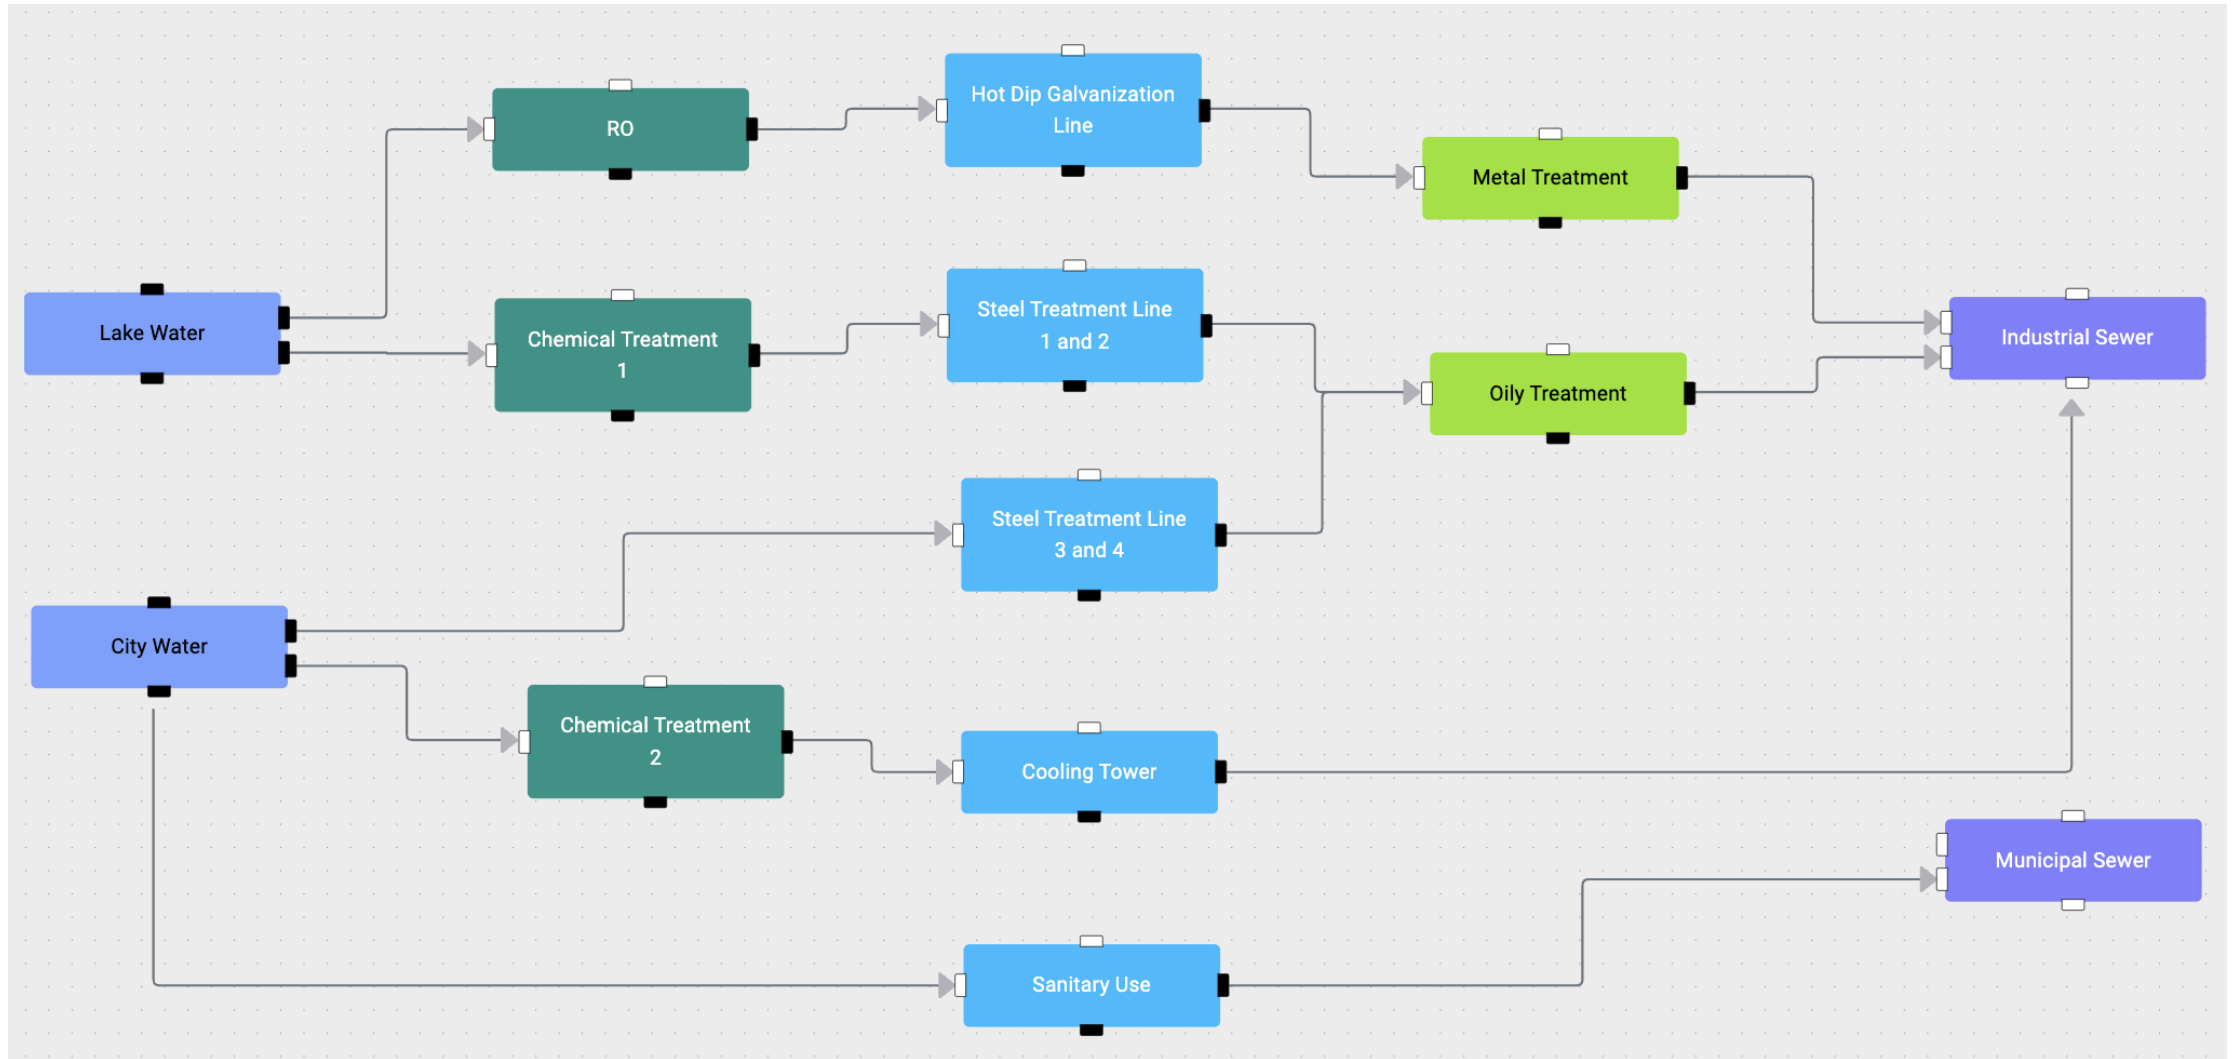 RO
Hot Dip Galvanization
Line
Metal Treatment
Lake Water
Chemical Treatment
1
Steel Treatment Line
1 and 2
Oily Treatment
Industrial Sewer
Steel Treatment Line
3 and 4
City Water
Chemical Treatment
2
Cooling Tower
Municipal Sewer
Sanitary Use